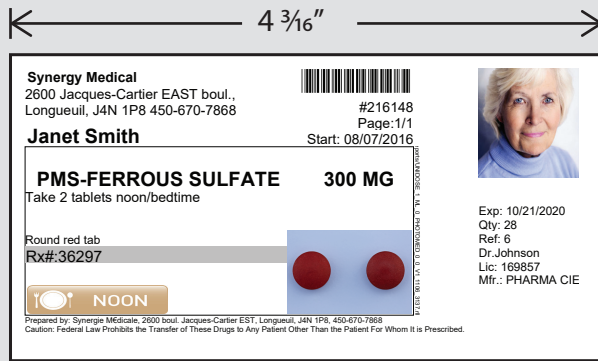 4 3⁄16”
Synergy Medical
2600 Jacques-Cartier EAST boul.,
Longueuil, J4N 1P8 450-670-7868
#216148
Page:1/1
Janet Smith
Start: 08/07/2016
PMS-FERROUS SULFATE 300 MG
Take 2 tablets noon/bedtime
Round red tab
Rx#:36297
NOON
Exp: 10/21/2020
Qty: 28
Ref: 6
Dr.Johnson
Lic: 169857
Mfr.: PHARMA CIE
Prepared by: Synergie M€dicale, 2600 boul. Jacques-Cartier EST, Longueuil, J4N 1P8, 450-670-7868
Caution: Federal Law Prohibits the Transfer of These Drugs to Any Patient Other Than the Patient For Whom It is Prescribed.